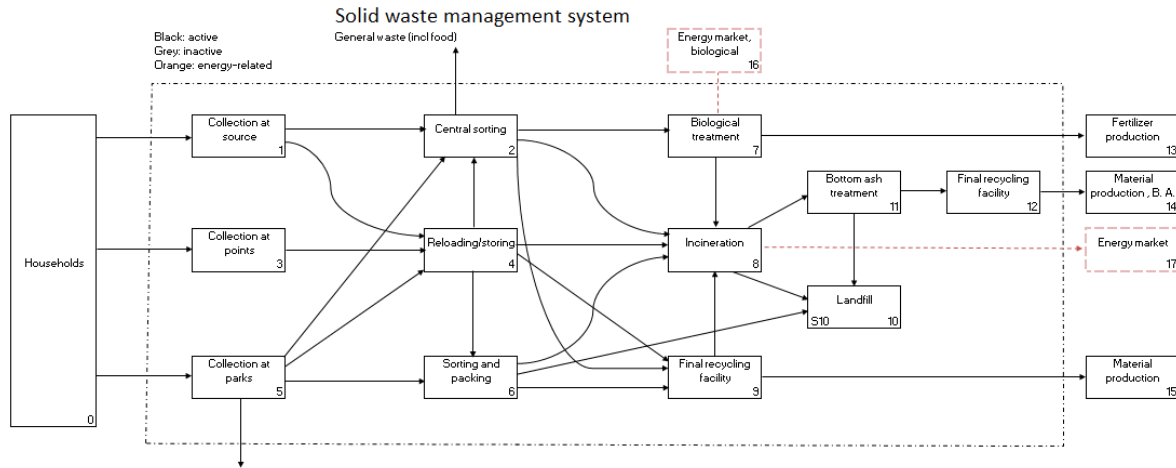 Solid waste management system
Black: active
Grey: inactive
Orange: energy-related
General waste (incl food)
Energy market,
biological
16
Households
0
Collection at
source
1
Central sorting
2
Biological
treatment
7
Fertilizer
production
13
Bottom ash
treatment
11
Final recycling
facility
12
Material
production , B. A.
14
Collection at
points
3
Reloading/storing
4
Incineration
8
Energy market
17
Landfill
S10
10
Collection at
parks
5
Sorting and
packing
6
Final recycling
facility
9
Material
production
15